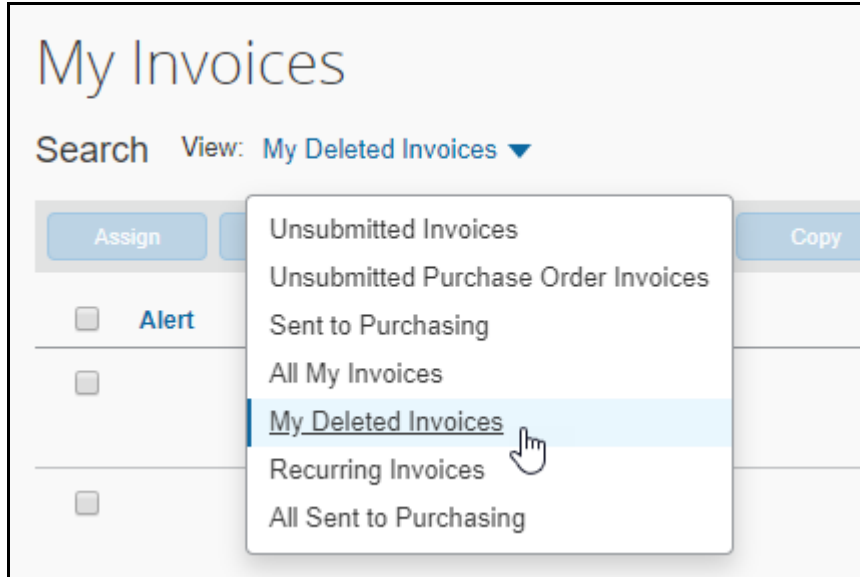 My Invoices
Search View: My Deleted Invoices
Assign Copy
Unsubmitted Invoices
Unsubmitted Purchase Order Invoices
Alert
Sent to Purchasing
All My Invoices
My Deleted Invoices
Recurring Invoices
All Sent to Purchasing